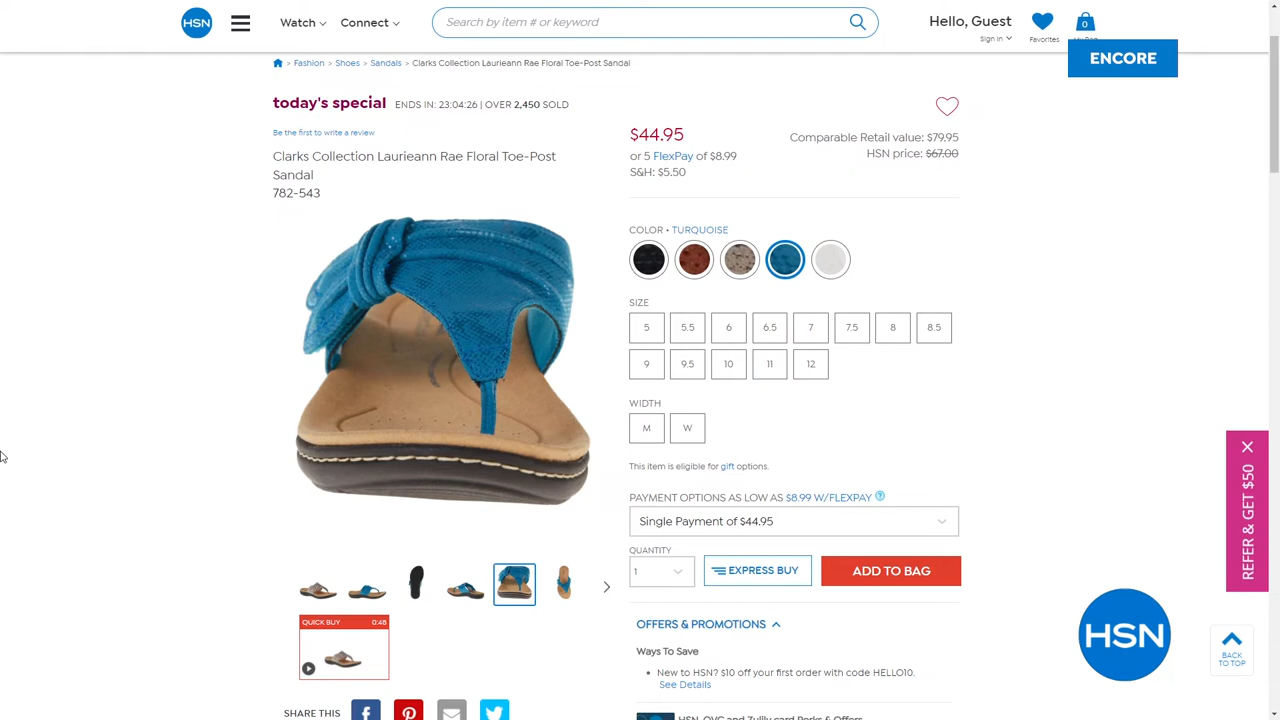 HSN
Watch
Connect
Search by item # or keyword
Hello, Guest
Sign In
Favorites
0
ENCORE
> Fashion > Shoes > Sandals > Clarks Collection Laurieann Rae Floral Toe-Post Sandal
today's special ENDS IN: 23:04:26 | OVER 2,450 SOLD
Be the first to write a review
Clarks Collection Laurieann Rae Floral Toe-Post
Sandal
782-543
$44.95
or 5 FlexPay of $8.99
S&H: $5.50
Comparable Retail value: $79.95
HSN price: $67.00
COLOR • TURQUOISE
SIZE
5 5.5 6 6.5 7 7.5 8 8.5
9 9.5 10 11 12
WIDTH
M W
This item is eligible for gift options.
PAYMENT OPTIONS AS LOW AS $8.99 W/FLEXPAY ?
Single Payment of $44.95
QUANTITY
1
EXPRESS BUY
ADD TO BAG
QUICK BUY 0:46
OFFERS & PROMOTIONS
Ways To Save
• New to HSN? $10 off your first order with code HELLO10.
See Details
SHARE THIS
REFER & GET $50
HSN
BACK
TO TOP